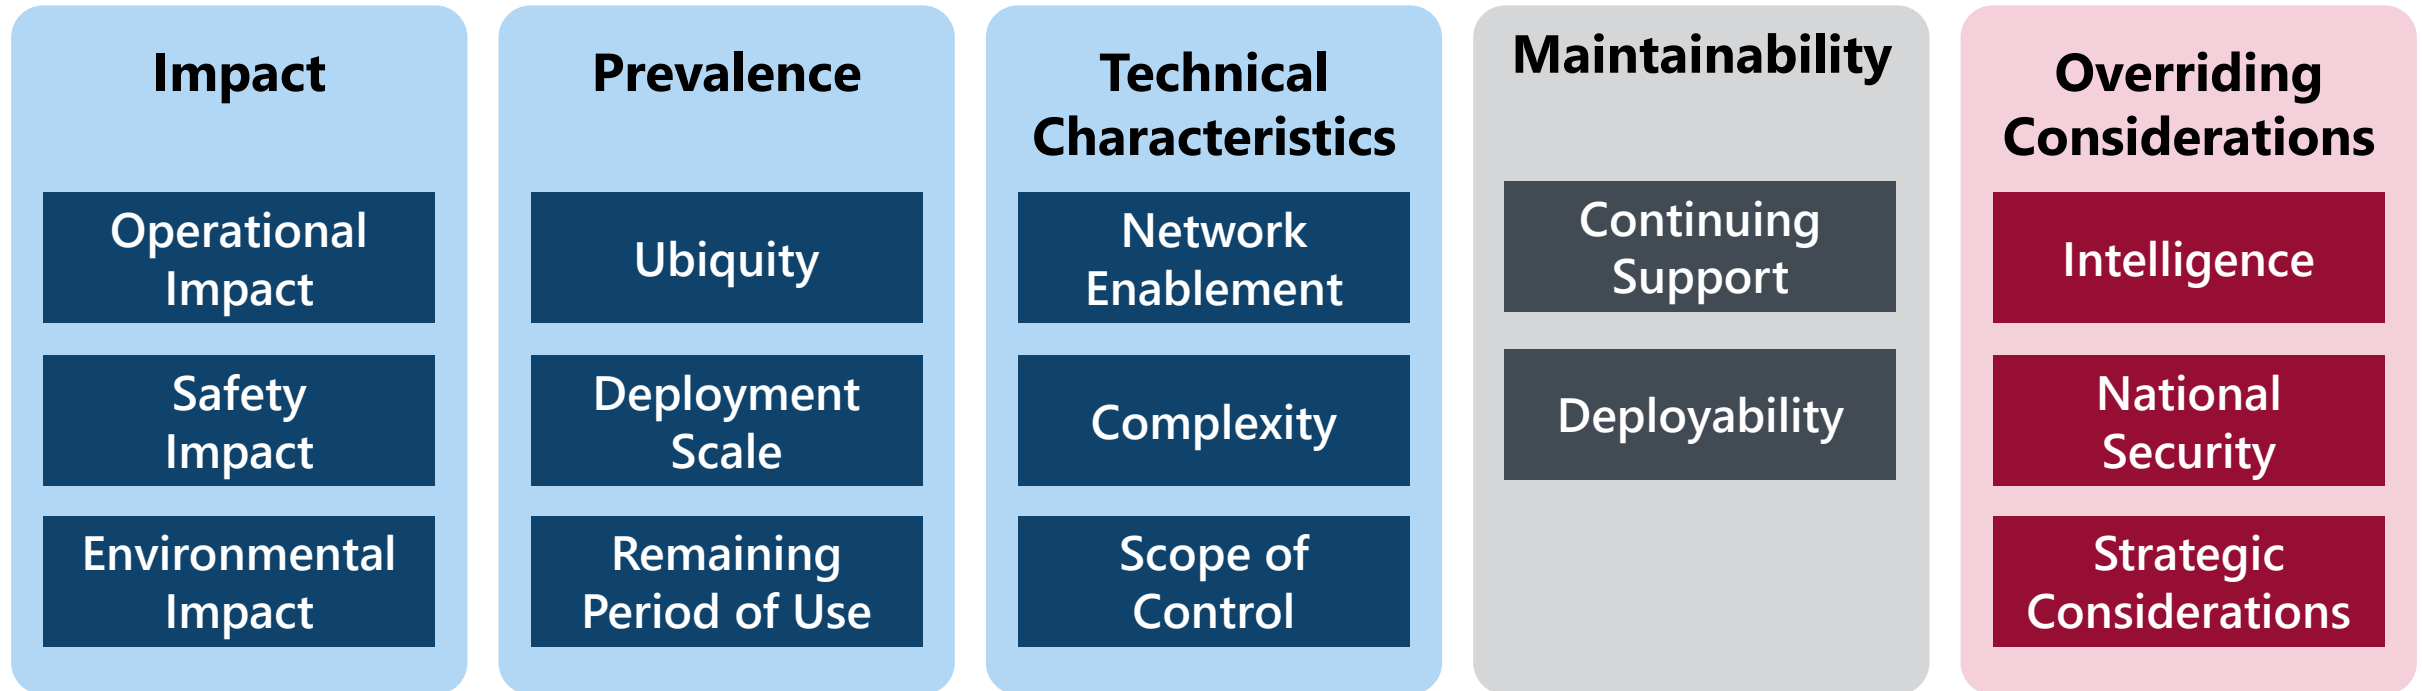 Impact
Operational
Impact
Safety
Impact
Environmental
Impact
Prevalence
Ubiquity
Deployment
Scale
Remaining
Period of Use
Technical
Characteristics
Network
Enablement
Complexity
Scope of
Control
Maintainability
Continuing
Support
Deployability
Overriding
Considerations
Intelligence
National
Security
Strategic
Considerations